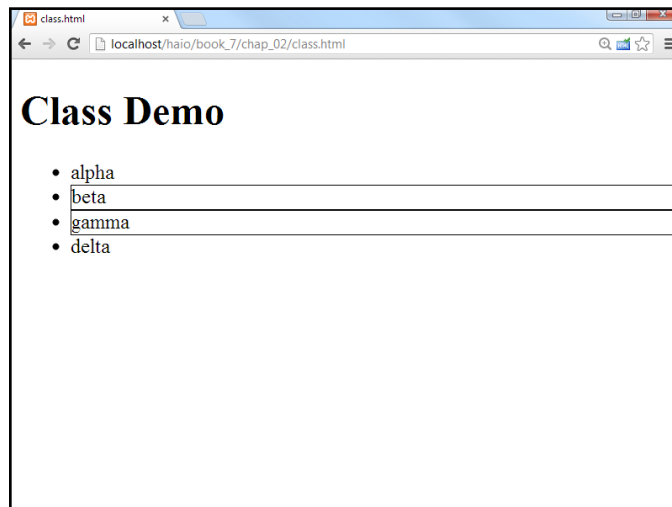 class.html
localhost/haio/book_7/chap_02/class.html
Class Demo
alpha
beta
gamma
delta